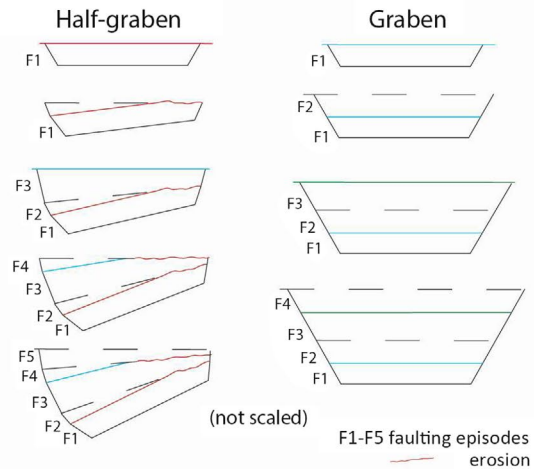 Half-graben
Graben
F1
F1
F1
F2
F1
F3
F2
F1
F3
F2
F1
F4
F3
F2
F1
F4
F3
F2
F1
F5
F4
F3
F2
F1
(not scaled)
F1-F5 faulting episodes
erosion